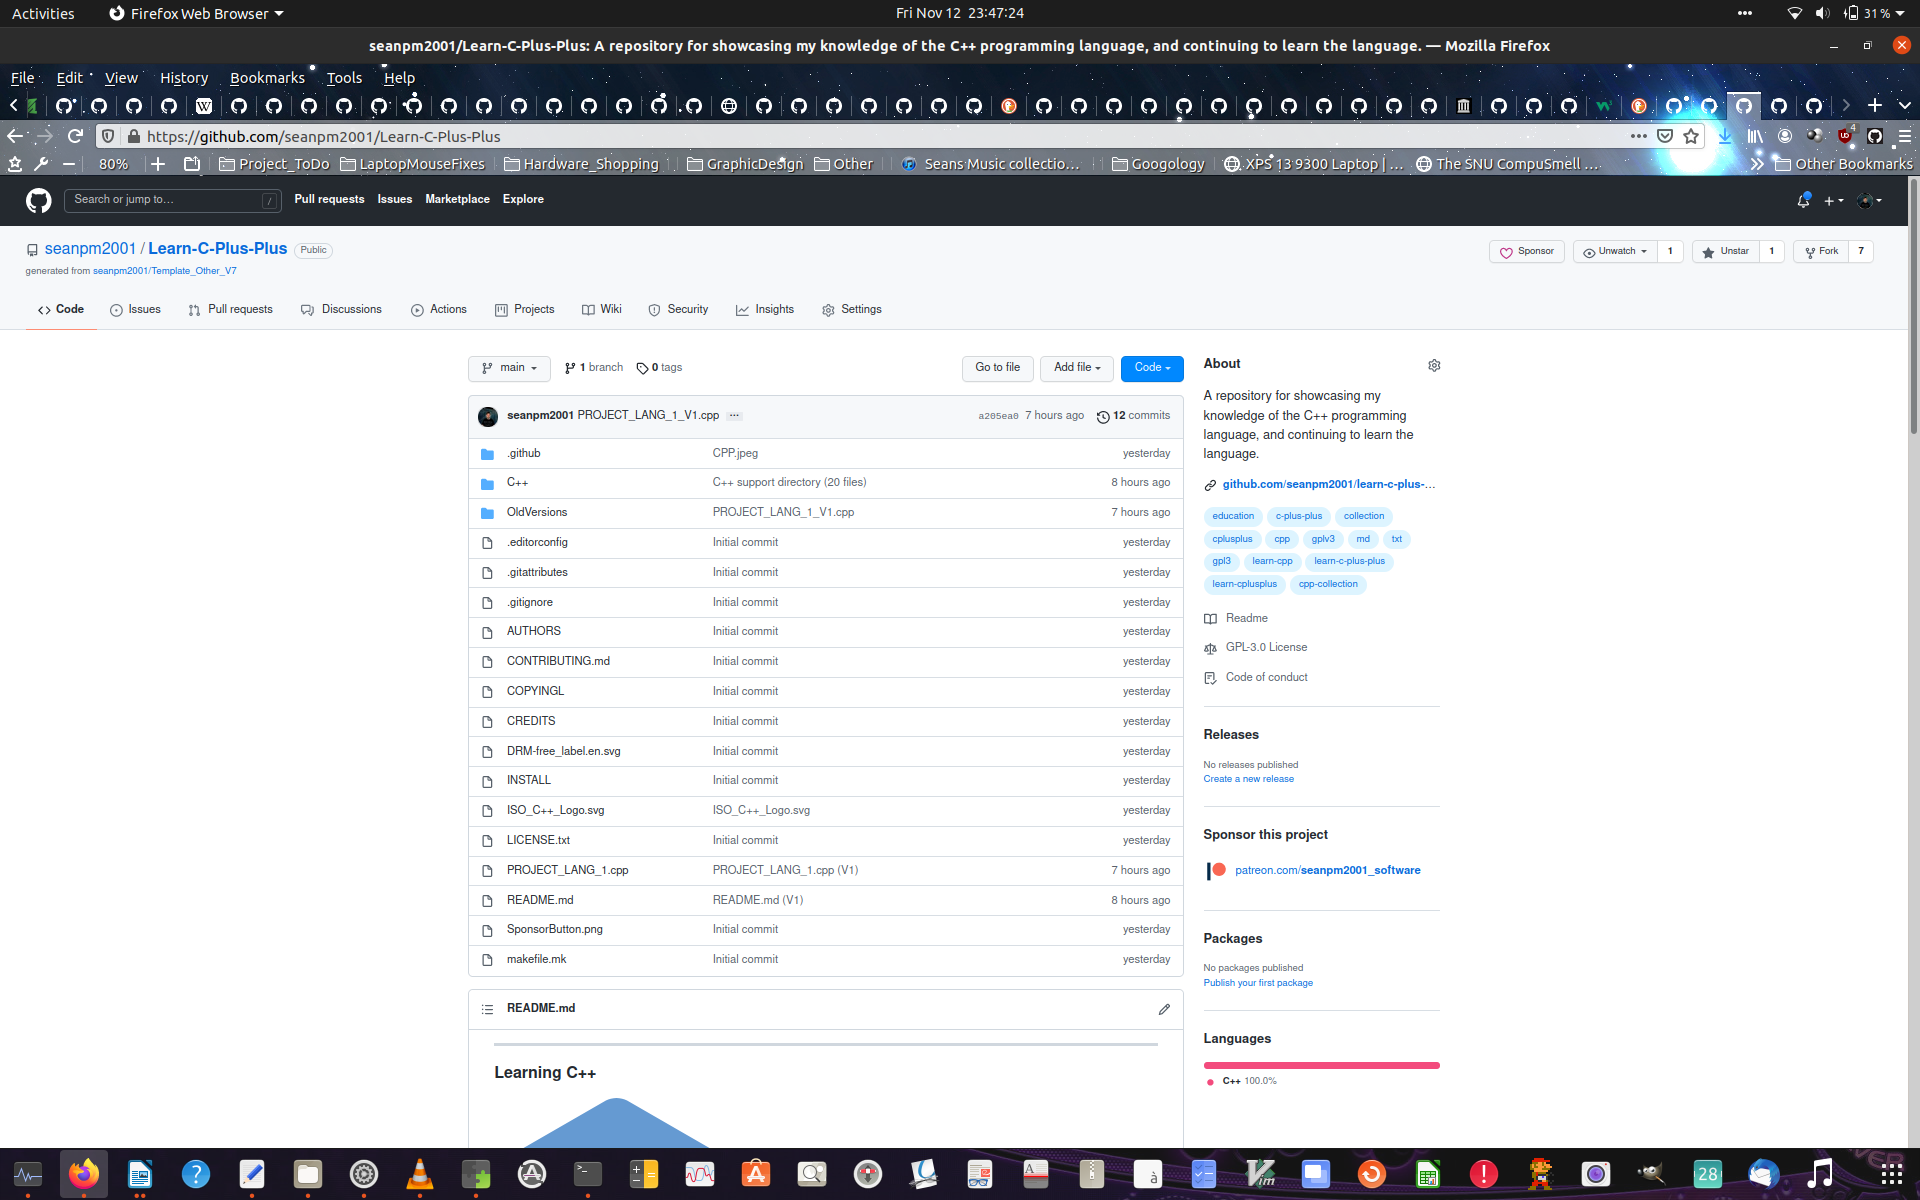 Activities Firefox Web Browser Fri Nov 12 23:47:24 31%
seanpm2001/Learn-C-Plus-Plus: A repository for showcasing my knowledge of the C++ programming language, and continuing to learn the language. — Mozilla Firefox
File Edit View History Bookmarks Tools Help
https://github.com/seanpm2001/Learn-C-Plus-Plus
80% Project_ToDo LaptopMouseFixes Hardware_Shopping GraphicDesign Other Seans Music collectio… Googology XPS 13 9300 Laptop | … The SNU CompuSmell … Other Bookmarks
Search or jump to… / Pull requests Issues Marketplace Explore
seanpm2001 / Learn-C-Plus-Plus Public
Sponsor Unwatch 1 Unstar 1 Fork 7
generated from seanpm2001/Template_Other_V7
Code Issues Pull requests Discussions Actions Projects Wiki Security Insights Settings
main 1 branch 0 tags Go to file Add file Code
seanpm2001 PROJECT_LANG_1_V1.cpp ... a205ea0 7 hours ago 12 commits
.github CPP.jpeg yesterday
C++ C++ support directory (20 files) 8 hours ago
OldVersions PROJECT_LANG_1_V1.cpp 7 hours ago
.editorconfig Initial commit yesterday
.gitattributes Initial commit yesterday
.gitignore Initial commit yesterday
AUTHORS Initial commit yesterday
CONTRIBUTING.md Initial commit yesterday
COPYINGL Initial commit yesterday
CREDITS Initial commit yesterday
DRM-free_label.en.svg Initial commit yesterday
INSTALL Initial commit yesterday
ISO_C++_Logo.svg ISO_C++_Logo.svg yesterday
LICENSE.txt Initial commit yesterday
PROJECT_LANG_1.cpp PROJECT_LANG_1.cpp (V1) 7 hours ago
README.md README.md (V1) 8 hours ago
SponsorButton.png Initial commit yesterday
makefile.mk Initial commit yesterday
README.md
Learning C++
About
A repository for showcasing my
knowledge of the C++ programming
language, and continuing to learn the
language.
github.com/seanpm2001/learn-c-plus-…
education c-plus-plus collection
cplusplus cpp gplv3 md txt
gpl3 learn-cpp learn-c-plus-plus
learn-cplusplus cpp-collection
Readme
GPL-3.0 License
Code of conduct
Releases
No releases published
Create a new release
Sponsor this project
patreon.com/seanpm2001_software
Packages
No packages published
Publish your first package
Languages
C++ 100.0%
28